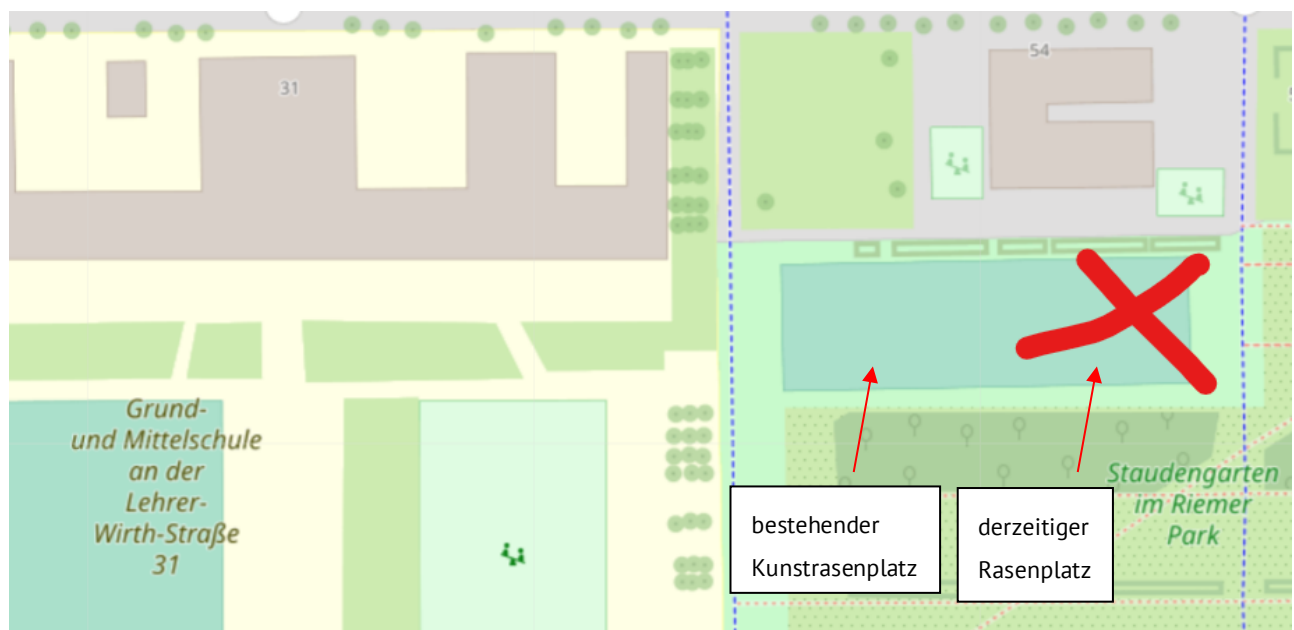 31
54
Grund-
und Mittelschule
an der
Lehrer-
Wirth-Straße
31
bestehender
Kunstrasenplatz
derzeitiger
Rasenplatz
Staudengarten
im Riemer
Park